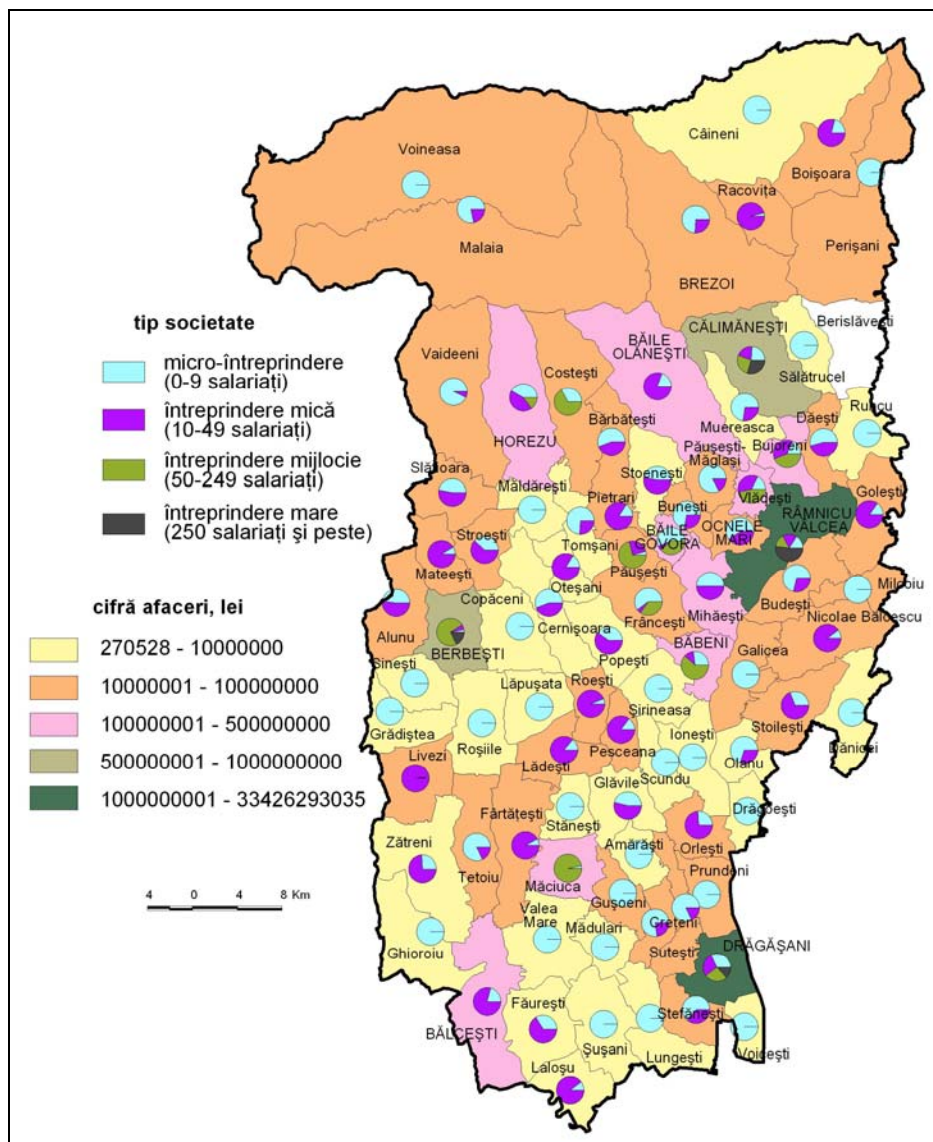 Câineni
Voineasa
Boişoara
Racoviţa
Malaia
Perişani
BREZOI
tip societate
micro-întreprindere
(0-9 salariaţi)
întreprindere mică
(10-49 salariaţi)
întreprindere mijlocie
(50-249 salariaţi)
întreprindere mare
(250 salariaţi şi peste)
CĂLIMĂNEŞTI
Berislăveşti
BĂILE
OLĂNEŞTI
Vaideeni
Costeşti
Sălătrucel
Runcu
Bărbăteşti
Muereasca
Dăeşti
HOREZU
Păuşeşti-
Măglaşi
Bujoreni
Slătioara
Stoeneşti
Măldăreşti
Vlădeşti
Goleşti
Pietrari
Buneşti
RÂMNICU
VÂLCEA
Stroeşti
BĂILE
GOVORA
OCNELE
MARI
Tomşani
Mateeşti
Păuşeşti
Oteşani
Milcoiu
Copăceni
Budeşti
Mihăeşti
Frânceşti
Nicolae Bălcescu
Alunu
Cernişoara
BERBEŞTI
BĂBENI
Galicea
Popeşti
Sineşti
Roeşti
Lăpuşata
Şirineasa
Stoileşti
Grădiştea
Roşiile
Ioneşti
Dănicei
Pesceana
Livezi
Lădeşti
Olanu
Glăvile
Scundu
cifră afaceri, lei
270528 - 10000000
10000001 - 100000000
100000001 - 500000000
500000001 - 1000000000
1000000001 - 33426293035
Fârtăţeşti
Stăneşti
Drăgoeşti
Zătreni
Amărăşti
Orleşti
Tetoiu
Măciuca
Prundeni
Guşoeni
Valea
Mare
Creteni
Mădulari
DRĂGĂŞANI
Suteşti
Ghioroiu
4 0 4 8 Km
Făureşti
Ştefăneşti
BĂLCEŞTI
Şuşani
Lungeşti
Voiceşti
Laloşu